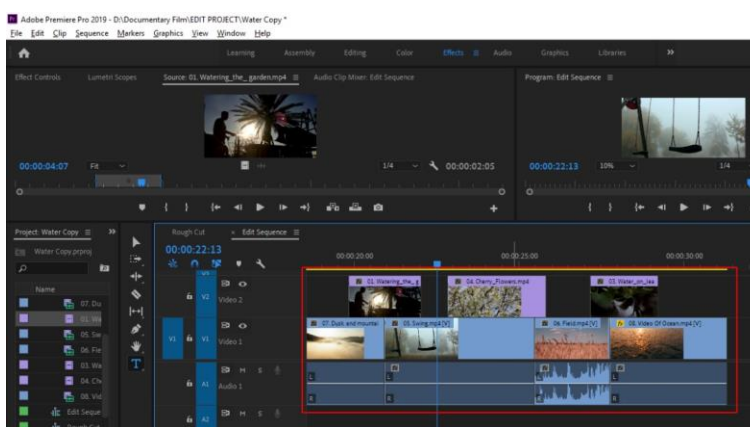 Adobe Premiere Pro 2019 - D:\Documentary Film\EDIT PROJECT\Water Copy *
File Edit Clip Sequence Markers Graphics View Window Help
Learning Assembly Editing Color Effects Audio Graphics Libraries
Effect Controls Lumetri Scopes Source: 01. Watering_the_ garden.mp4 Audio Clip Mixer: Edit Sequence Program: Edit Sequence
00:00:04:07 Fit 1/4 00:00:02:05 00:00:22:13 10% 1/4
Project: Water Copy Rough Cut × Edit Sequence
Water Copy.prproj 00:00:22:13 00:00:20:00 00:00:25:00 00:00:30:00
Name
07. Du
01. Wa
05. Sw
06. Fie
03. Wa
04. Ch
08. Vid
Edit Seque
V2 Video 2 01. Watering_the_g 04. Cherry_Flowers.mp4 03. Water_on_lea
V1 V1 Video 1 07. Dusk and mountai 05. Swing.mp4 [V] 06. Field.mp4 [V] 08. Video Of Ocean.mp4 [V]
A1 Audio 1 M S L R
A2 M S